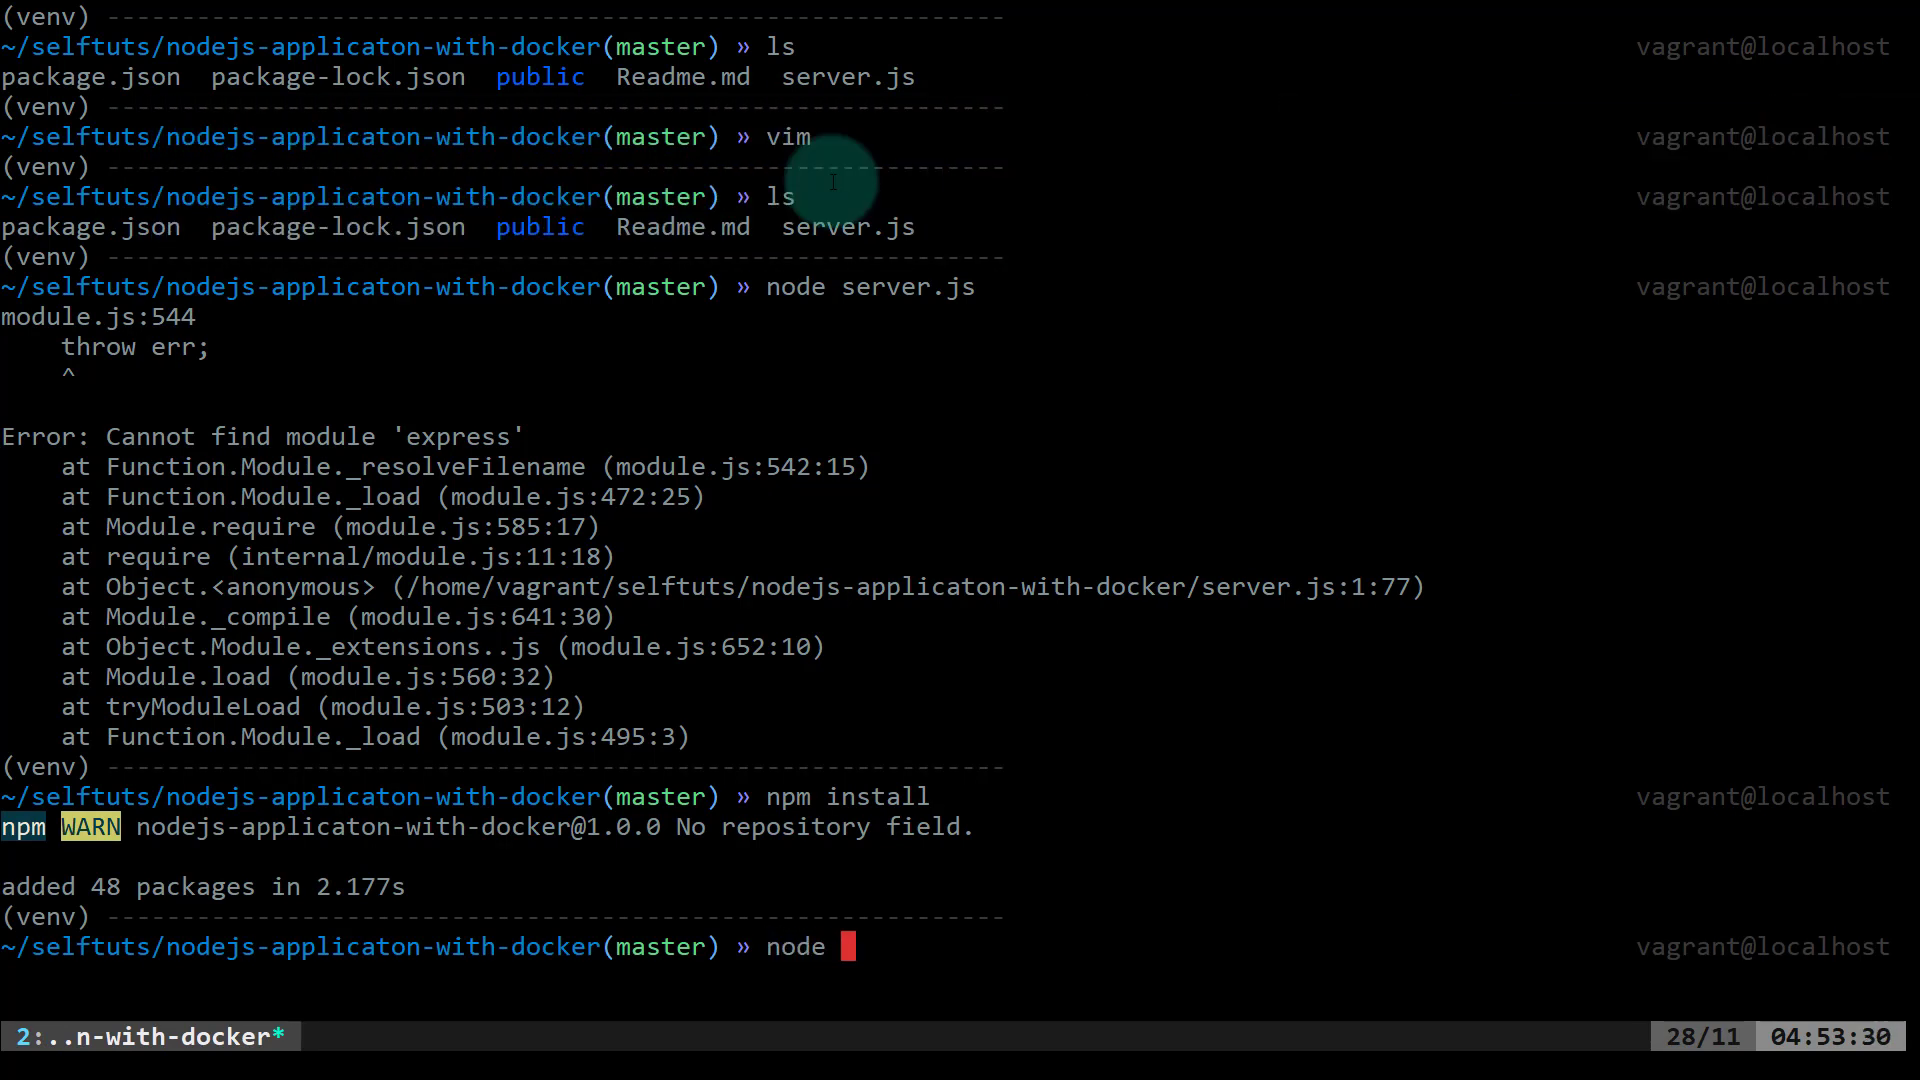 (venv) ------------------------------------------------------------
~/selftuts/nodejs-applicaton-with-docker(master) » ls vagrant@localhost
package.json package-lock.json public Readme.md server.js
(venv) ------------------------------------------------------------
~/selftuts/nodejs-applicaton-with-docker(master) » vim vagrant@localhost
(venv) ------------------------------------------------------------
~/selftuts/nodejs-applicaton-with-docker(master) » ls vagrant@localhost
package.json package-lock.json public Readme.md server.js
(venv) ------------------------------------------------------------
~/selftuts/nodejs-applicaton-with-docker(master) » node server.js vagrant@localhost
module.js:544
    throw err;
    ^
Error: Cannot find module 'express'
    at Function.Module._resolveFilename (module.js:542:15)
    at Function.Module._load (module.js:472:25)
    at Module.require (module.js:585:17)
    at require (internal/module.js:11:18)
    at Object.<anonymous> (/home/vagrant/selftuts/nodejs-applicaton-with-docker/server.js:1:77)
    at Module._compile (module.js:641:30)
    at Object.Module._extensions..js (module.js:652:10)
    at Module.load (module.js:560:32)
    at tryModuleLoad (module.js:503:12)
    at Function.Module._load (module.js:495:3)
(venv) ------------------------------------------------------------
~/selftuts/nodejs-applicaton-with-docker(master) » npm install vagrant@localhost
npm WARN nodejs-applicaton-with-docker@1.0.0 No repository field.
added 48 packages in 2.177s
(venv) ------------------------------------------------------------
~/selftuts/nodejs-applicaton-with-docker(master) » node vagrant@localhost
2:..n-with-docker* 28/11 04:53:30